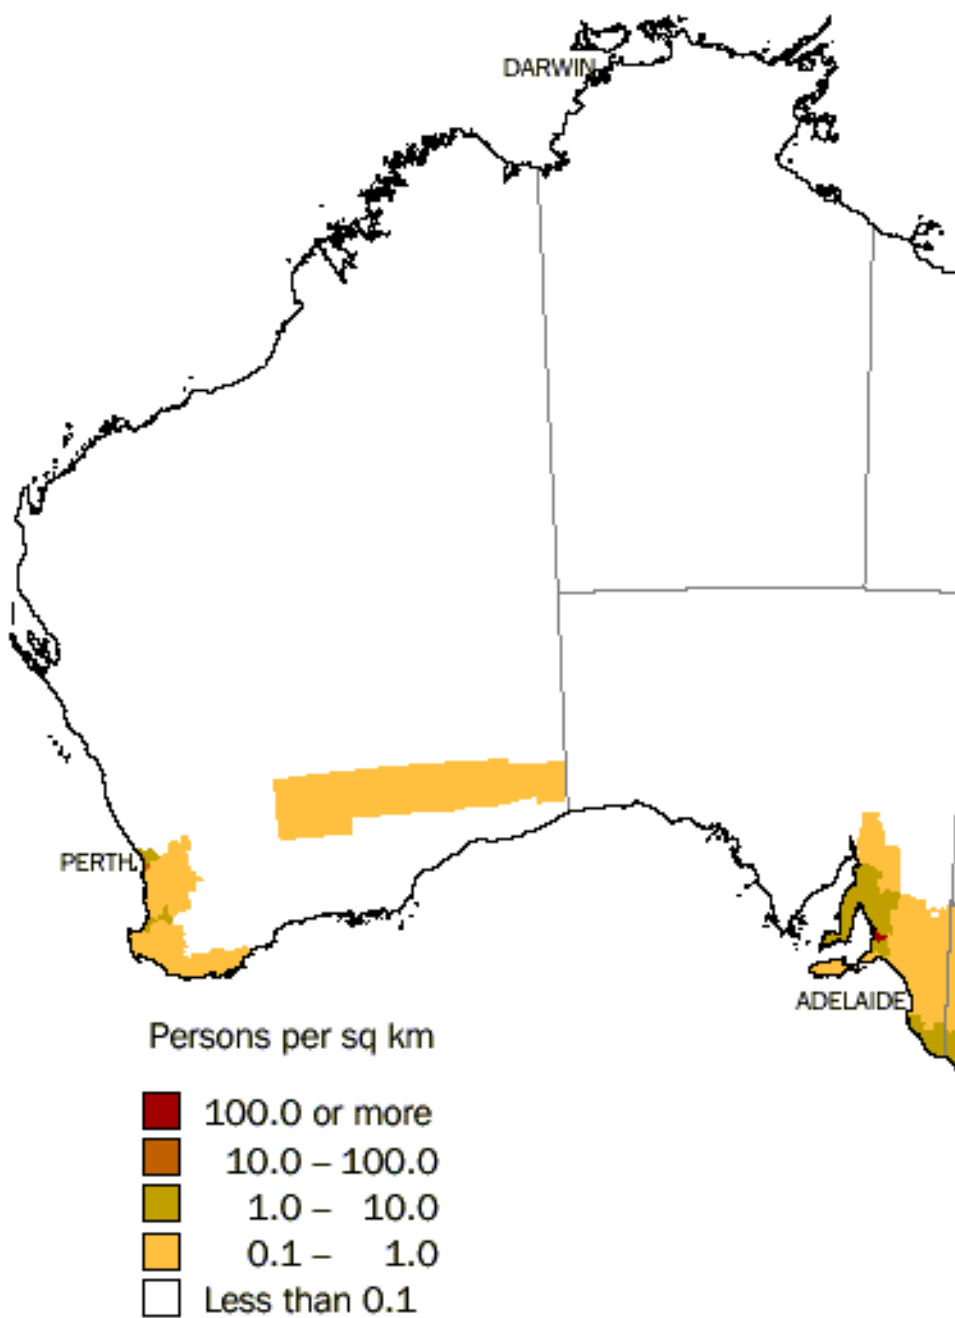 DARWIN
PERTH
ADELAIDE
Persons per sq km
100.0 or more
10.0 – 100.0
1.0 – 10.0
0.1 – 1.0
Less than 0.1